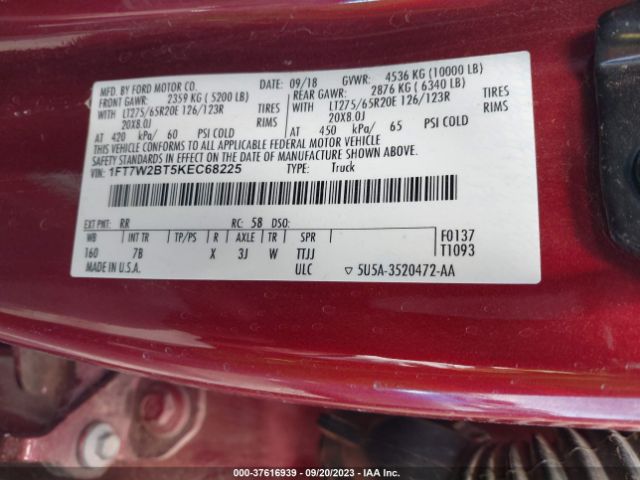 MFD. BY FORD MOTOR CO. DATE: 09/18 GVWR: 4536 KG (10000 LB)
FRONT GAWR: 2359 KG ( 5200 LB) REAR GAWR: 2876 KG ( 6340 LB)
WITH LT275/65R20E 126/123R TIRES WITH LT275/65R20E 126/123R TIRES
20X8.0J RIMS 20X8.0J RIMS
AT 420 kPa/ 60 PSI COLD AT 450 kPa/ 65 PSI COLD
THIS VEHICLE CONFORMS TO ALL APPLICABLE FEDERAL MOTOR VEHICLE
SAFETY STANDARDS IN EFFECT ON THE DATE OF MANUFACTURE SHOWN ABOVE.
VIN: 1FT7W2BT5KEC68225 TYPE: Truck
EXT PNT: RR RC: 58 DSO:
WB INT TR TP/PS R AXLE TR SPR F0137
160 7B X 3J W TTJJ T1093
MADE IN U.S.A. ULC ▽ 5U5A-3520472-AA
000-37616939 - 09/20/2023 - IAA Inc.